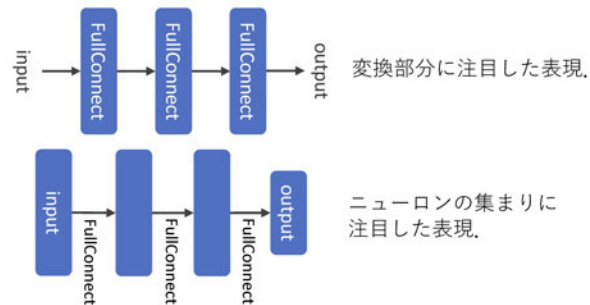 input
FullConnect
FullConnect
FullConnect
output
変換部分に注目した表現.
input
FullConnect
FullConnect
FullConnect
output
ニューロンの集まりに
注目した表現.